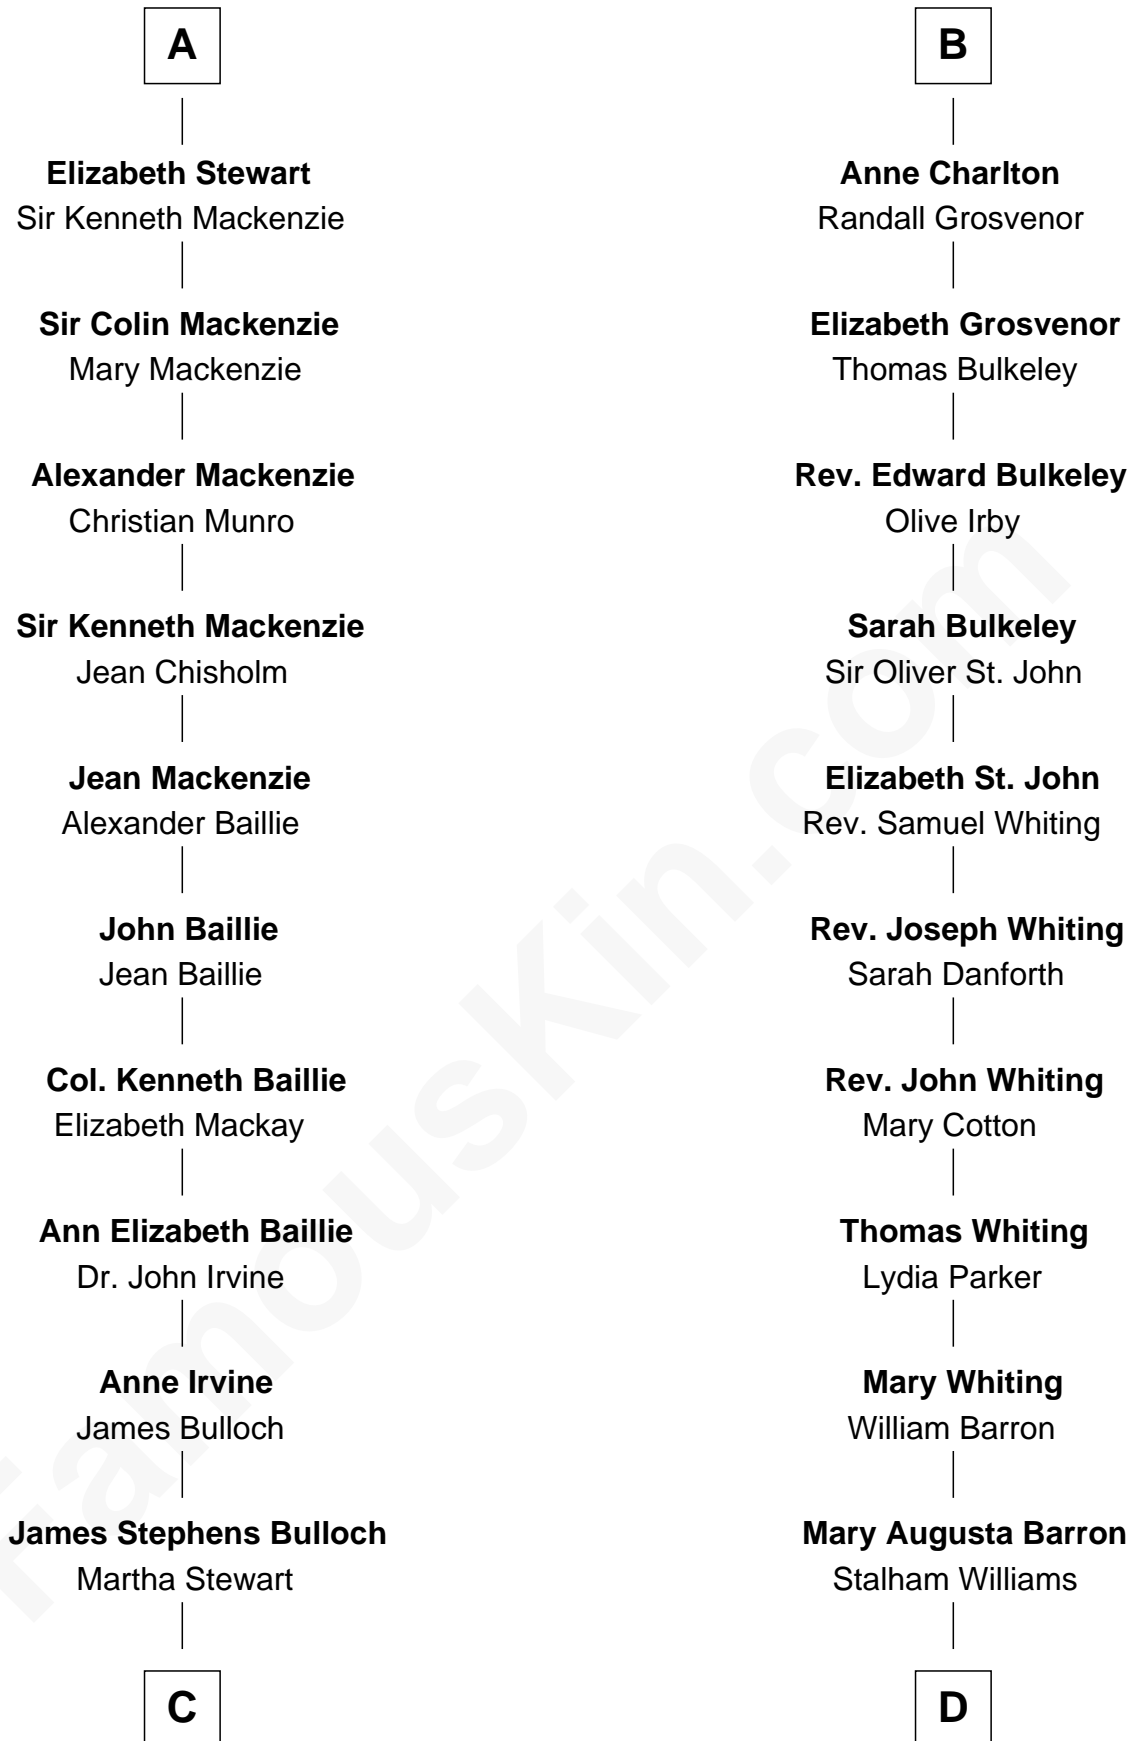 A
Elizabeth Stewart
Sir Kenneth Mackenzie
Sir Colin Mackenzie
Mary Mackenzie
Alexander Mackenzie
Christian Munro
Sir Kenneth Mackenzie
Jean Chisholm
Jean Mackenzie
Alexander Baillie
John Baillie
Jean Baillie
Col. Kenneth Baillie
Elizabeth Mackay
Ann Elizabeth Baillie
Dr. John Irvine
Anne Irvine
James Bulloch
James Stephens Bulloch
Martha Stewart
C
B
Anne Charlton
Randall Grosvenor
Elizabeth Grosvenor
Thomas Bulkeley
Rev. Edward Bulkeley
Olive Irby
Sarah Bulkeley
Sir Oliver St. John
Elizabeth St. John
Rev. Samuel Whiting
Rev. Joseph Whiting
Sarah Danforth
Rev. John Whiting
Mary Cotton
Thomas Whiting
Lydia Parker
Mary Whiting
William Barron
Mary Augusta Barron
Stalham Williams
D
FamousKin.com